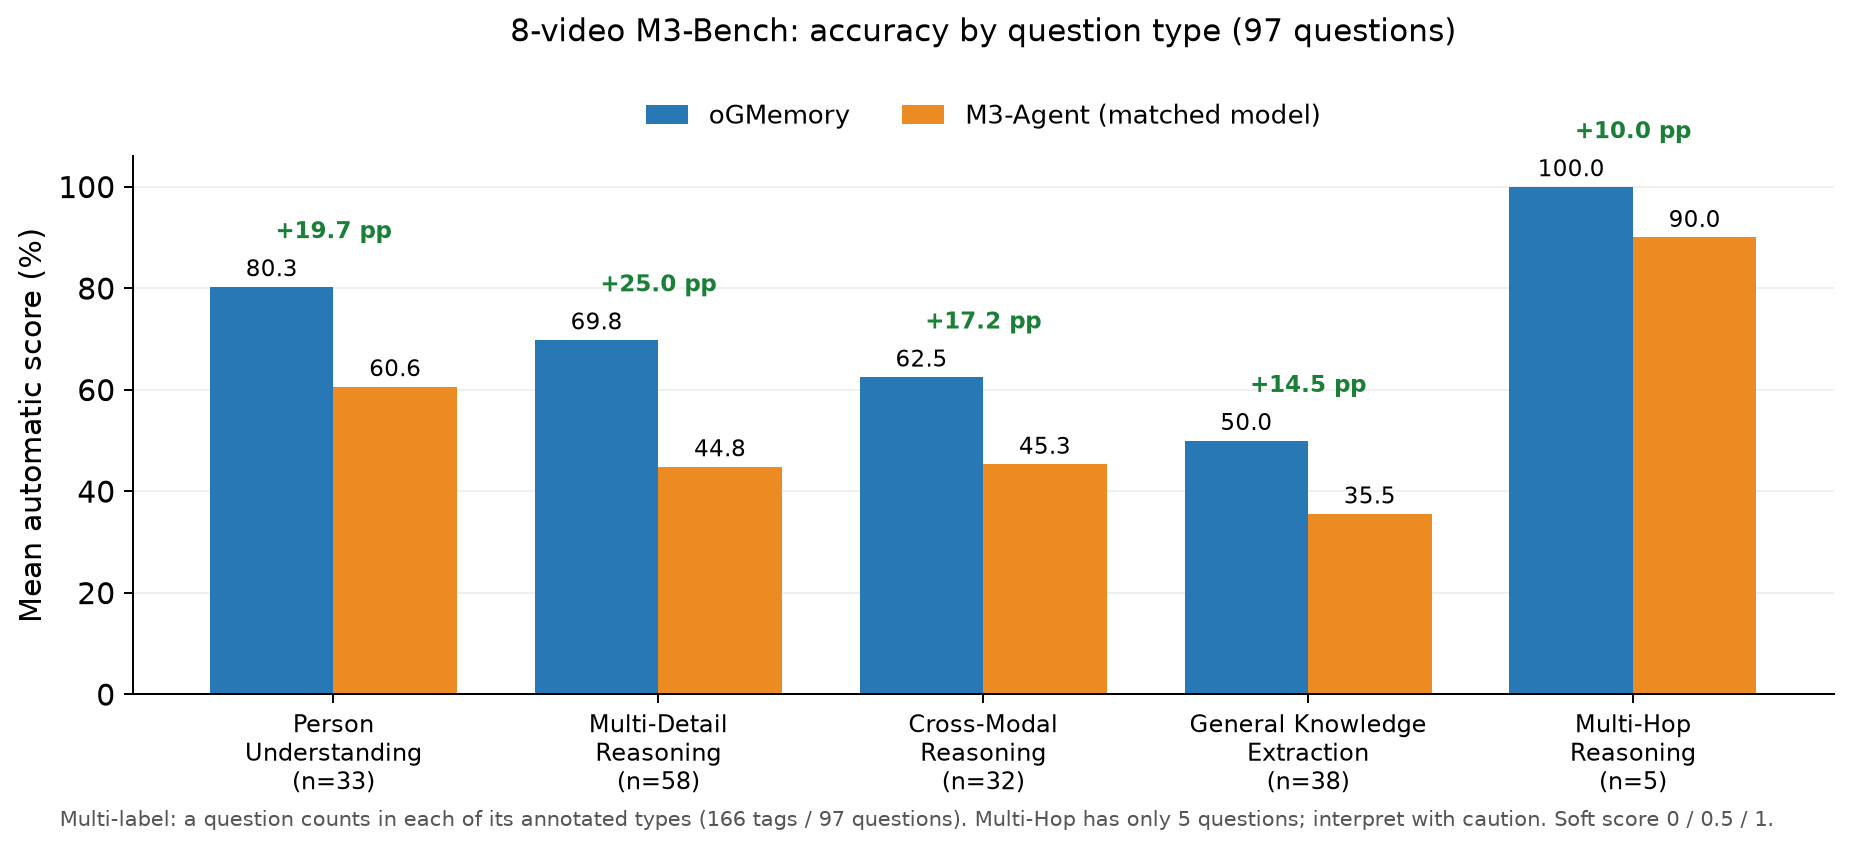 8-video M3-Bench: accuracy by question type (97 questions)
oGMemory
M3-Agent (matched model)
Mean automatic score (%)
100
80
60
40
20
0
+19.7 pp
80.3
60.6
+25.0 pp
69.8
44.8
+17.2 pp
62.5
45.3
+14.5 pp
50.0
35.5
+10.0 pp
100.0
90.0
Person
Understanding
(n=33)
Multi-Detail
Reasoning
(n=58)
Cross-Modal
Reasoning
(n=32)
General Knowledge
Extraction
(n=38)
Multi-Hop
Reasoning
(n=5)
Multi-label: a question counts in each of its annotated types (166 tags / 97 questions). Multi-Hop has only 5 questions; interpret with caution. Soft score 0 / 0.5 / 1.